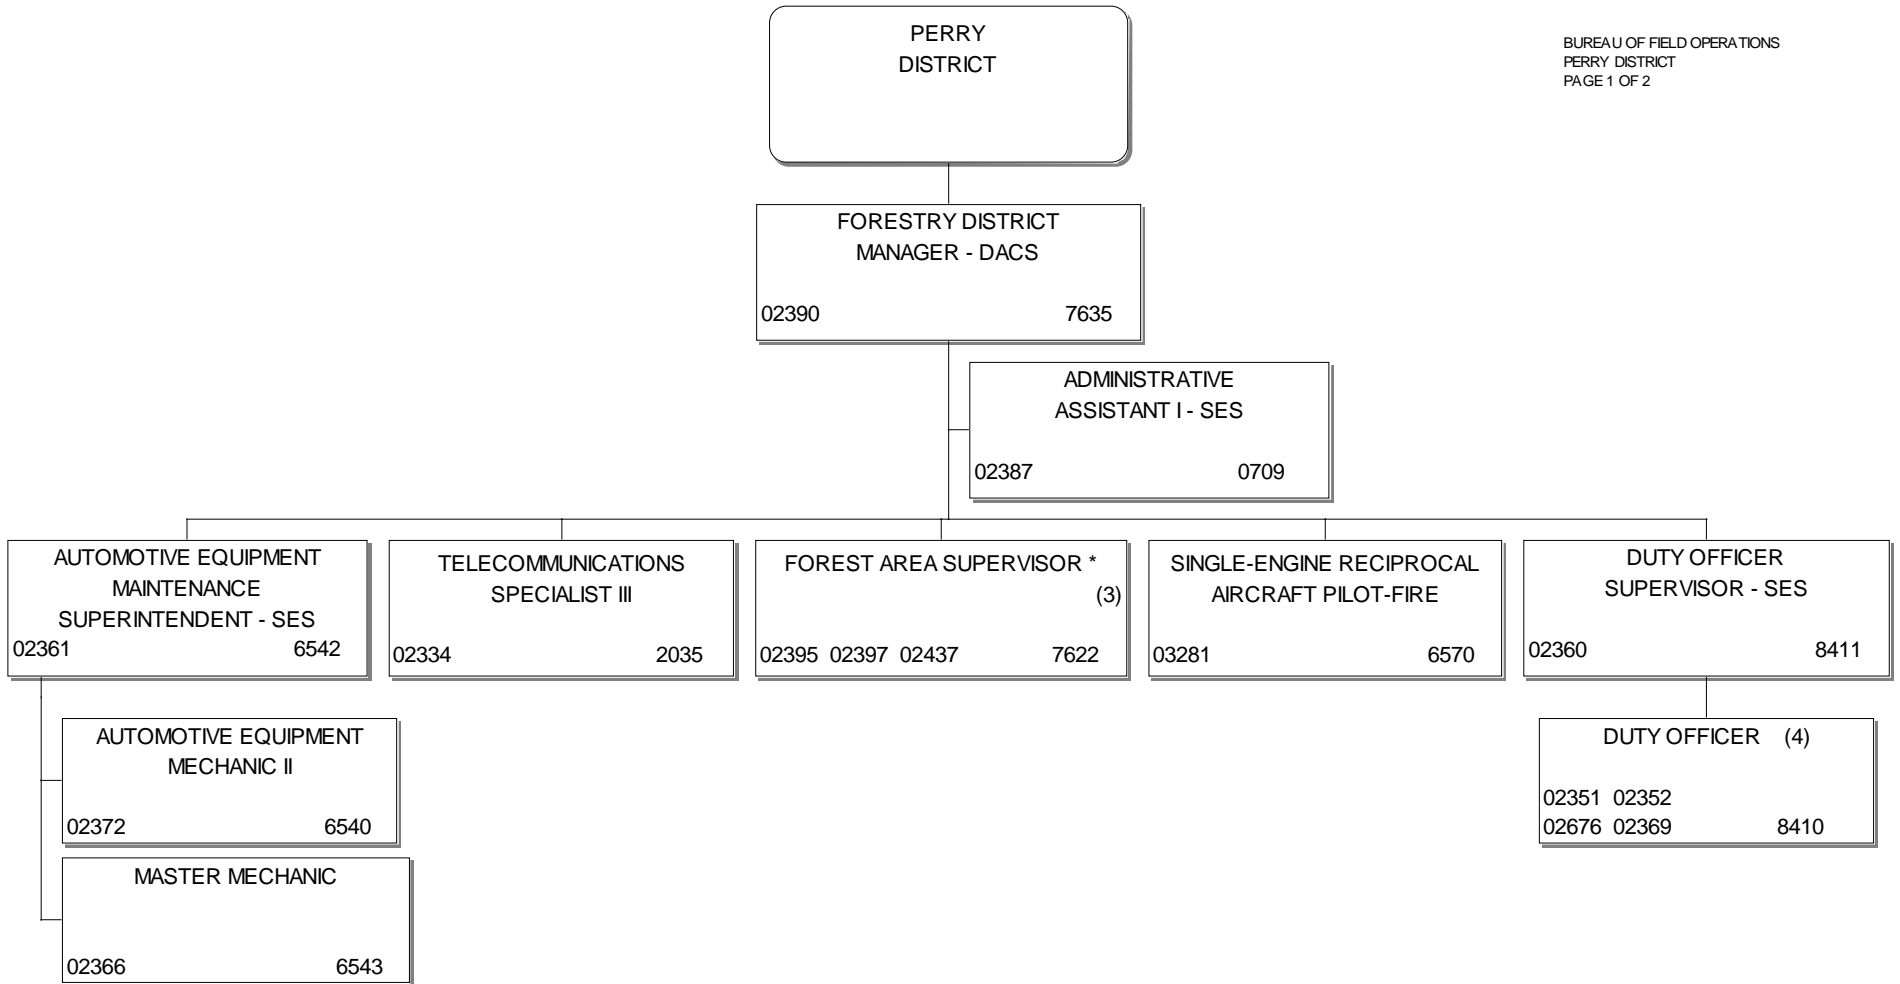 PERRY
DISTRICT
BUREAU OF FIELD OPERATIONS
PERRY DISTRICT
PAGE 1 OF 2
FORESTRY DISTRICT
MANAGER - DACS
02390 7635
ADMINISTRATIVE
ASSISTANT I - SES
02387 0709
AUTOMOTIVE EQUIPMENT
MAINTENANCE
SUPERINTENDENT - SES
02361 6542
TELECOMMUNICATIONS
SPECIALIST III
02334 2035
FOREST AREA SUPERVISOR *
(3)
02395 02397 02437 7622
SINGLE-ENGINE RECIPROCAL
AIRCRAFT PILOT-FIRE
03281 6570
DUTY OFFICER
SUPERVISOR - SES
02360 8411
AUTOMOTIVE EQUIPMENT
MECHANIC II
02372 6540
DUTY OFFICER (4)
02351 02352
02676 02369 8410
MASTER MECHANIC
02366 6543